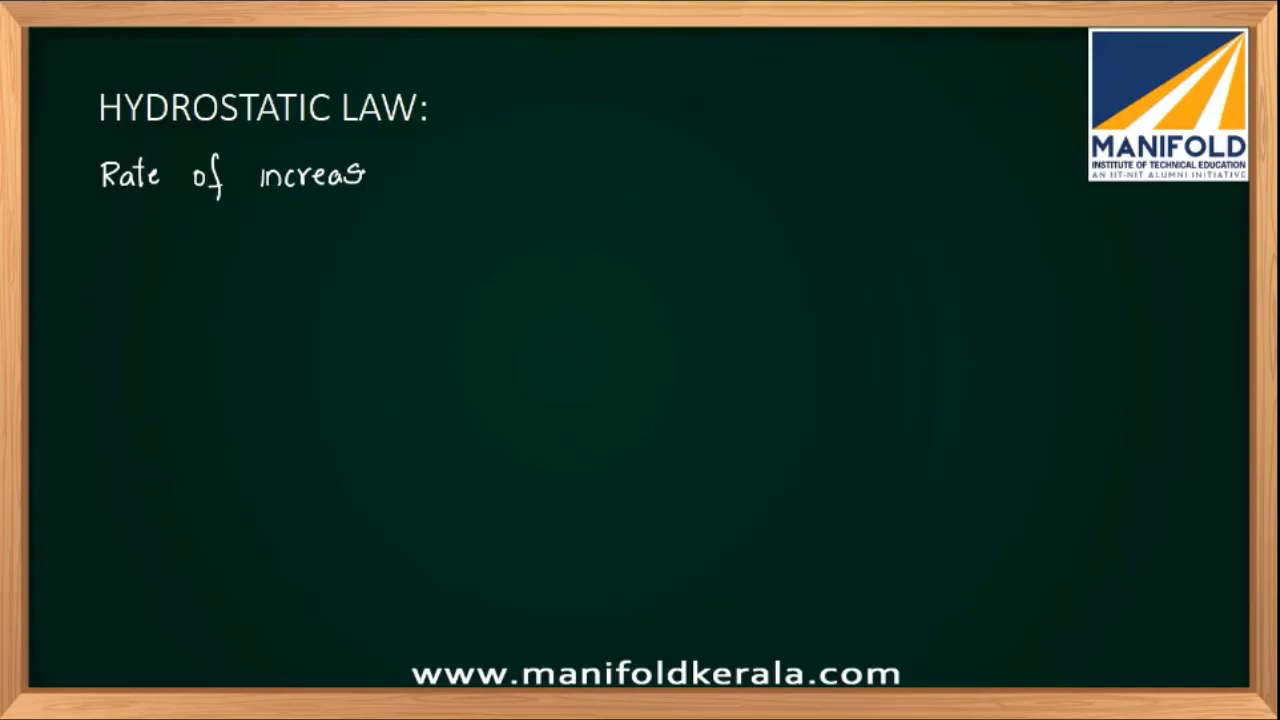 HYDROSTATIC LAW:
Rate of increas
MANIFOLD
INSTITUTE OF TECHNICAL EDUCATION
AN IIT-NIT ALUMNI INITIATIVE
www.manifoldkerala.com